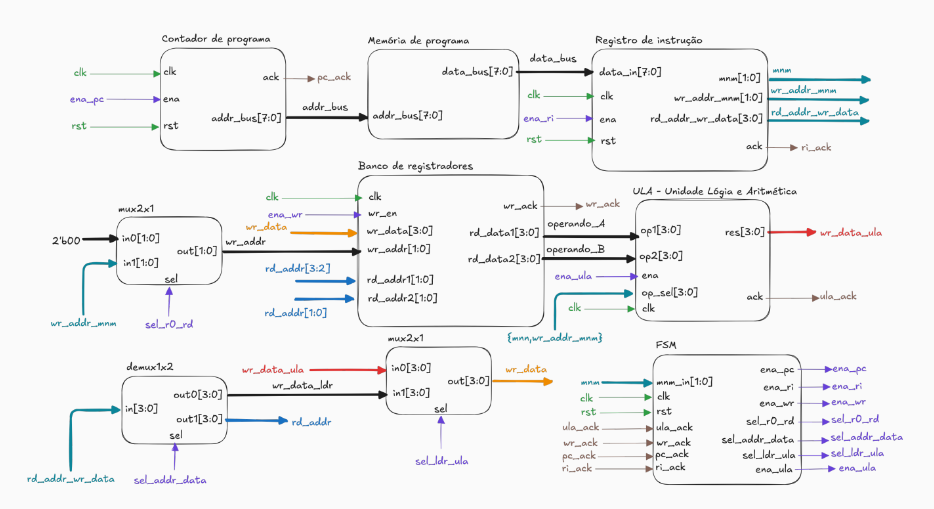 Contador de programa
clk
ena_pc
rst
clk
ena
rst
ack
addr_bus[7:0]
pc_ack
addr_bus
Memória de programa
data_bus[7:0]
addr_bus[7:0]
data_bus
Registro de instrução
clk
ena_ri
rst
data_in[7:0]
clk
ena
rst
mnm[1:0]
wr_addr_mnm[1:0]
rd_addr_wr_data[3:0]
ack
mnm
wr_addr_mnm
rd_addr_wr_data
ri_ack
mux2x1
2'b00
in0[1:0]
in1[1:0]
out[1:0]
sel
wr_addr_mnm
sel_r0_rd
wr_addr
Banco de registradores
clk
ena_wr
wr_data
rd_addr[3:2]
rd_addr[1:0]
clk
wr_en
wr_data[3:0]
wr_addr[1:0]
rd_addr1[1:0]
rd_addr2[1:0]
wr_ack
rd_data1[3:0]
rd_data2[3:0]
wr_ack
operando_A
operando_B
ULA - Unidade Lógia e Aritmética
ena_ula
clk
{mnn,wr_addr_mnm}
op1[3:0]
op2[3:0]
ena
op_sel[3:0]
clk
res[3:0]
ack
wr_data_ula
ula_ack
demux1x2
in[3:0]
out0[3:0]
out1[3:0]
sel
rd_addr_wr_data
sel_addr_data
wr_data_ldr
rd_addr
mux2x1
wr_data_ula
in0[3:0]
in1[3:0]
out[3:0]
sel
wr_data
sel_ldr_ula
FSM
mnm
clk
rst
ula_ack
wr_ack
pc_ack
ri_ack
mnm_in[1:0]
clk
rst
ula_ack
wr_ack
pc_ack
ri_ack
ena_pc
ena_ri
ena_wr
sel_r0_rd
sel_addr_data
sel_ldr_ula
ena_ula
ena_pc
ena_ri
ena_wr
sel_r0_rd
sel_addr_data
sel_ldr_ula
ena_ula